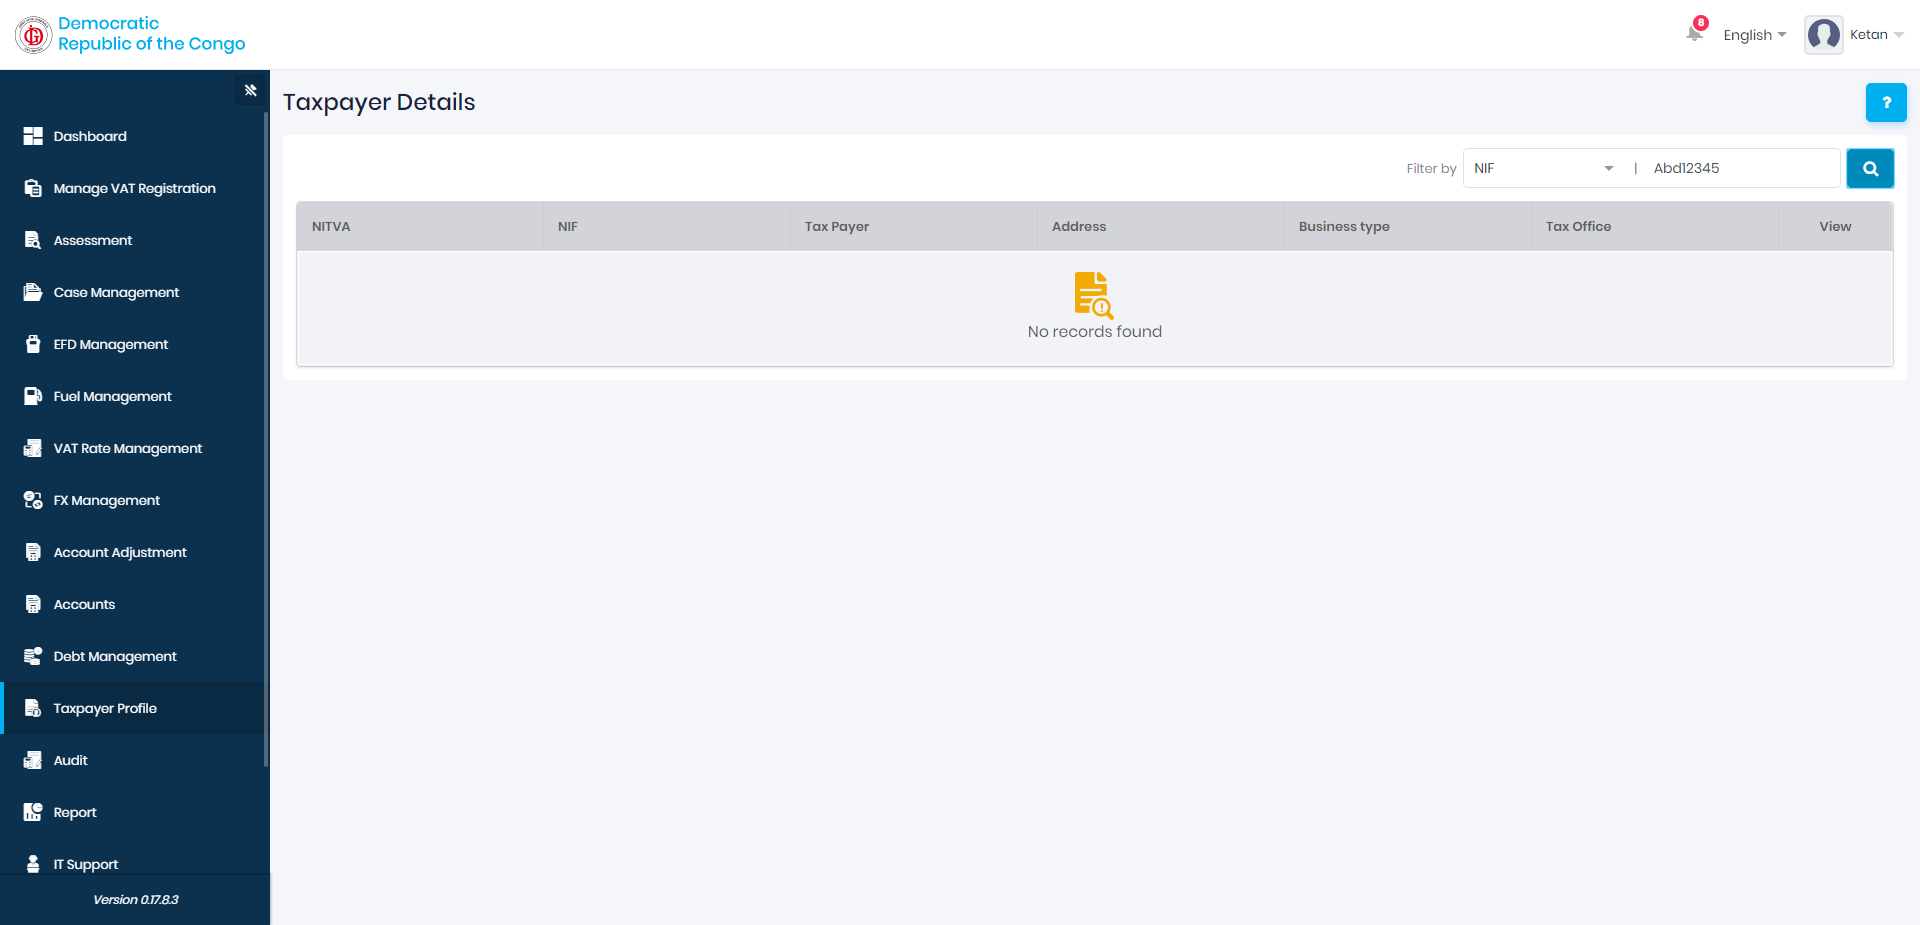 Democratic
Republic of the Congo
8
English
Ketan
Taxpayer Details
?
Dashboard
Manage VAT Registration
Assessment
Case Management
EFD Management
Fuel Management
VAT Rate Management
FX Management
Account Adjustment
Accounts
Debt Management
Taxpayer Profile
Audit
Report
IT Support
Version 0.17.8.3
Filter by NIF | Abd12345
NITVA NIF Tax Payer Address Business type Tax Office View
No records found